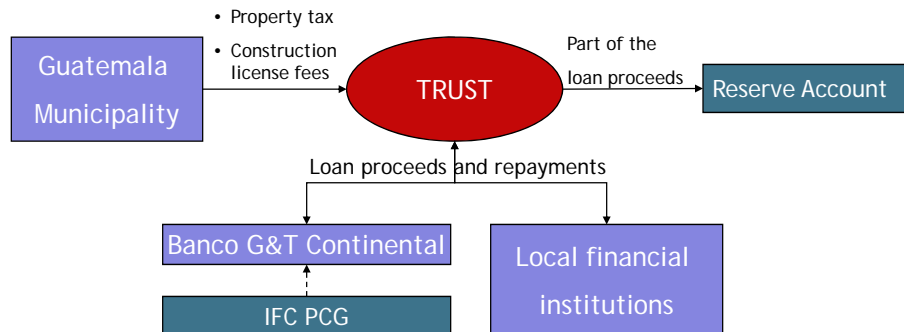 • Property tax
• Construction
license fees
Guatemala
Municipality
TRUST
Part of the
loan proceeds
Reserve Account
Loan proceeds and repayments
Banco G&T Continental
Local financial
institutions
IFC PCG